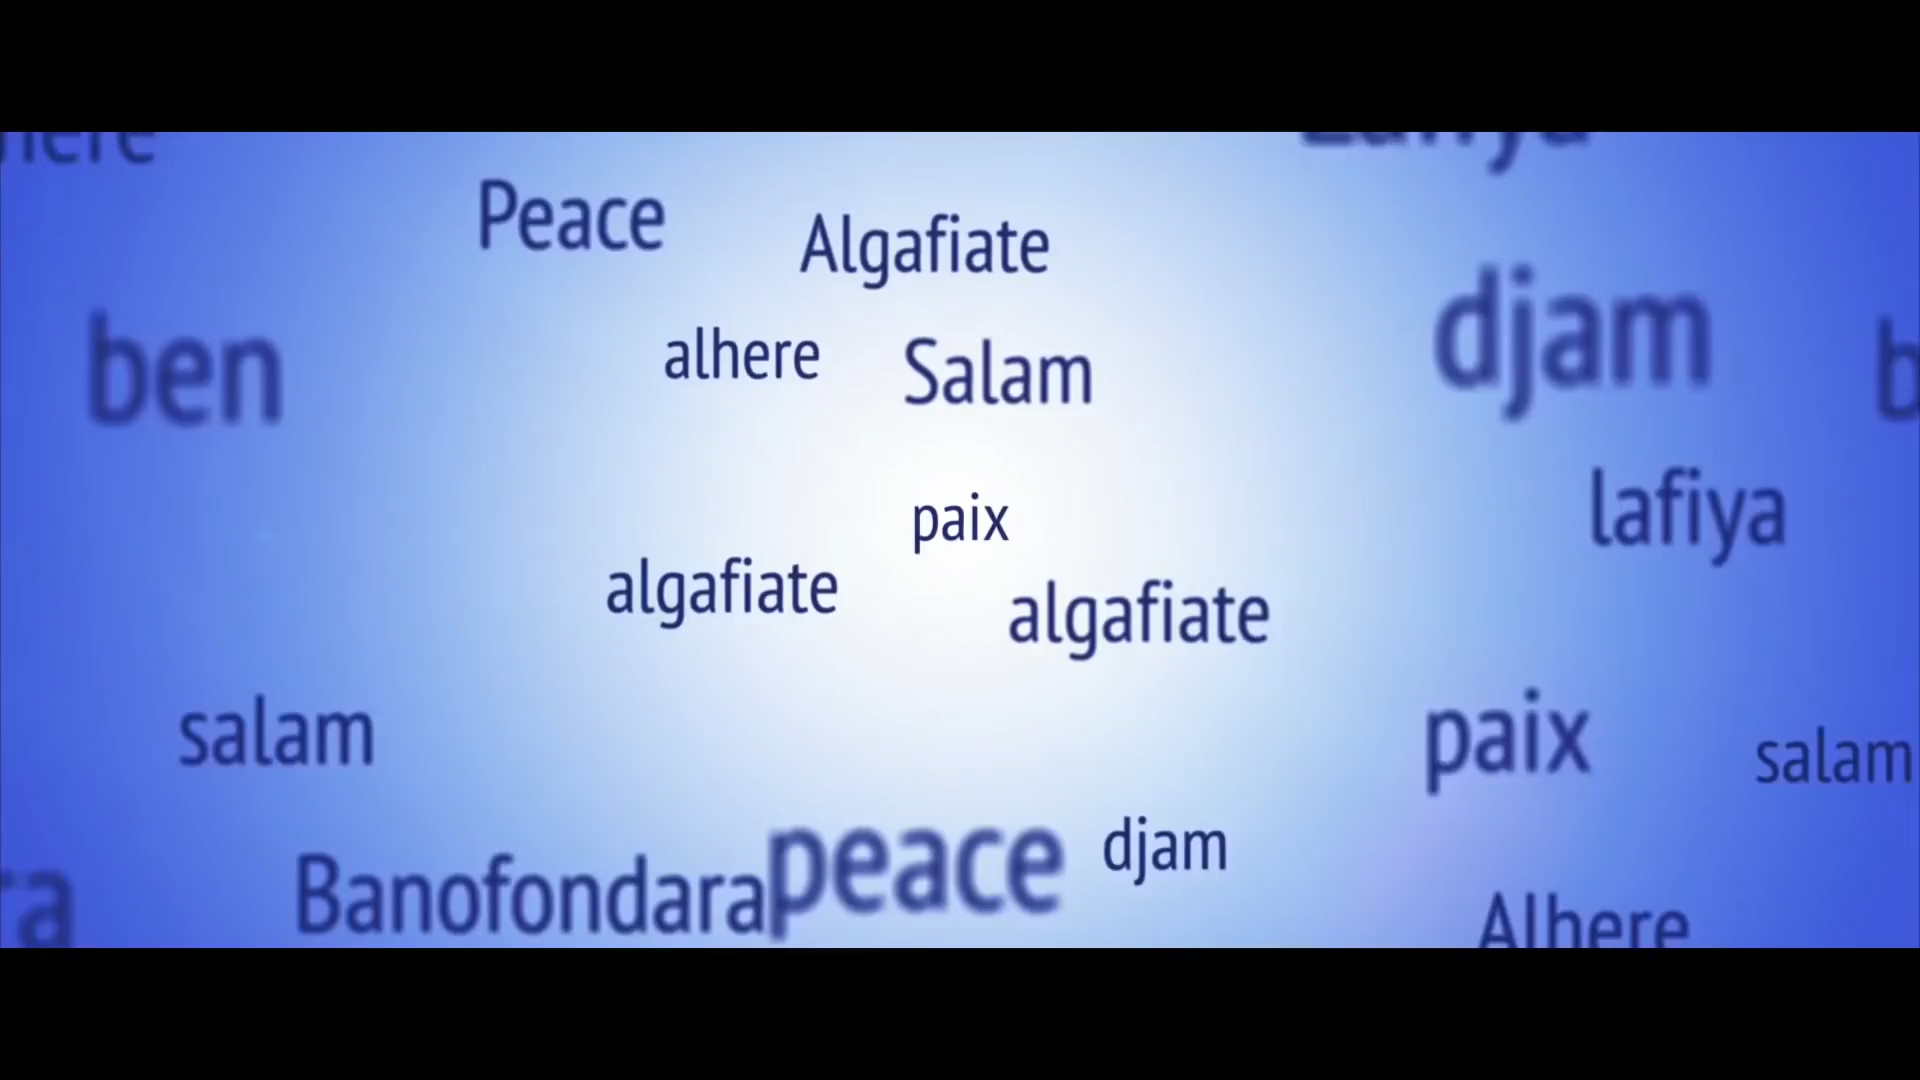 Peace
Algafiate
ben
djam
alhere
Salam
lafiya
paix
algafiate
algafiate
salam
paix
salam
Banofondara
peace
djam
Alhere